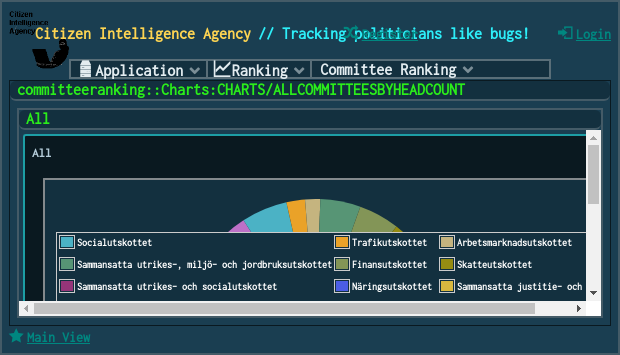 Citizen
Intelligence
Agency
Citizen Intelligence Agency // Tracking politicians like bugs!
Register
Login
Application
Ranking
Committee Ranking
committeeranking::Charts:CHARTS/ALLCOMMITTEESBYHEADCOUNT
All
All
Socialutskottet
Trafikutskottet
Arbetsmarknadsutskottet
Sammansatta utrikes-, miljö- och jordbruksutskottet
Finansutskottet
Skatteutskottet
Sammansatta utrikes- och socialutskottet
Näringsutskottet
Sammansatta justitie- och
Main View